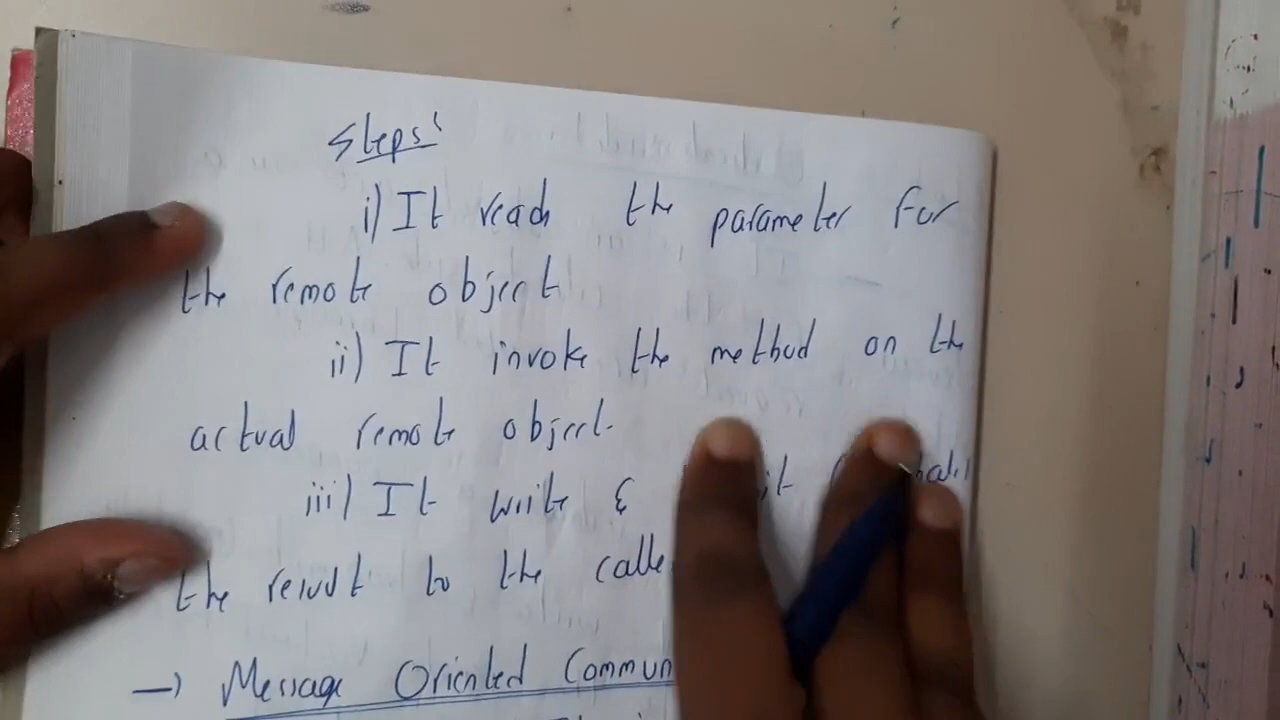 Steps:
i) It reads the parameter for
the remote object
ii) It invoke the method on the
actual remote object.
iii) It write &
the result to the calle
→ Message Oriented Commun